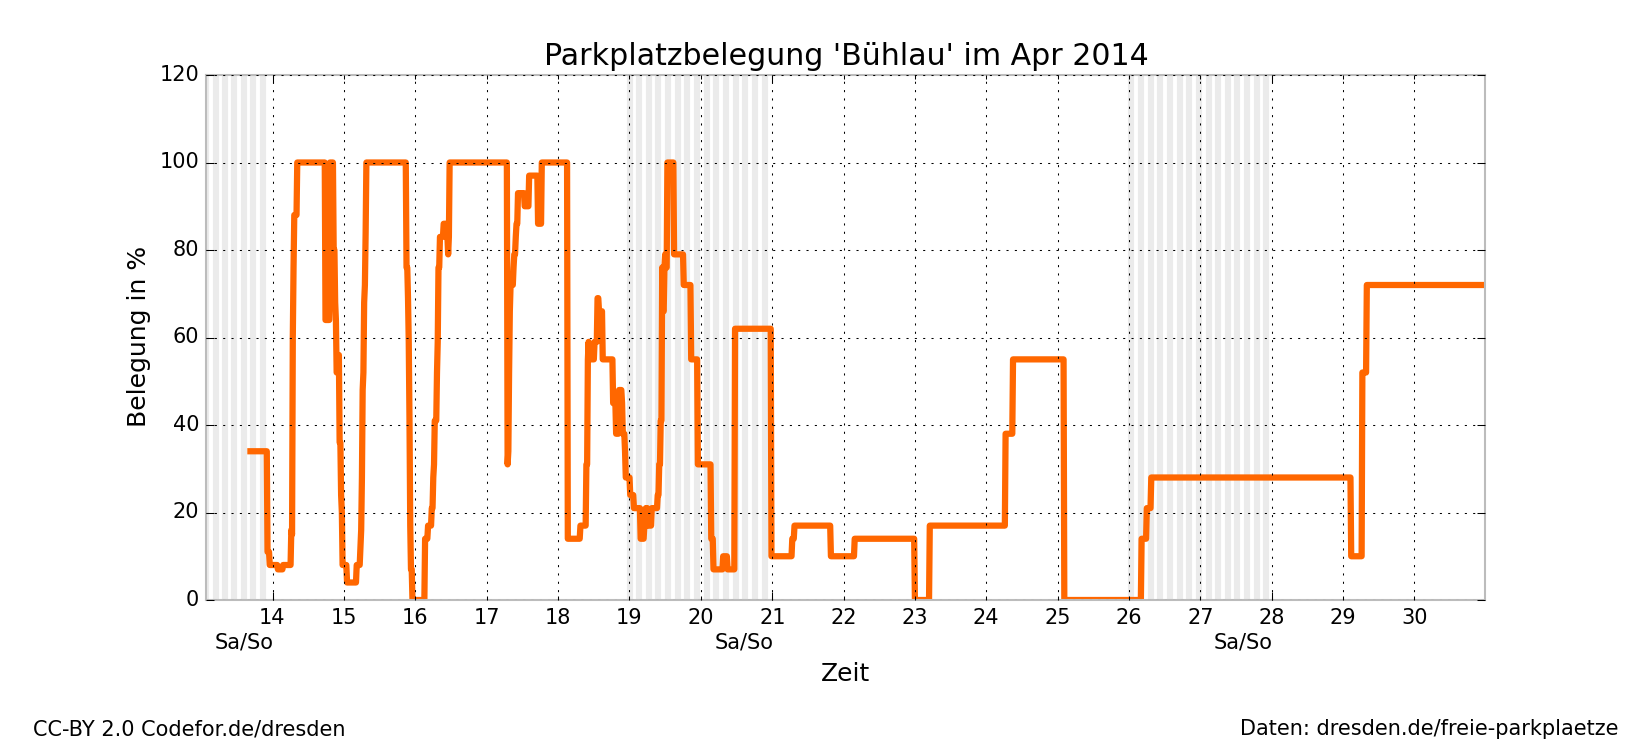 Parkplatzbelegung 'Bühlau' im Apr 2014
120
100
80
60
40
20
0
Belegung in %
14 15 16 17 18 19 20 21 22 23 24 25 26 27 28 29 30
Sa/So Sa/So Sa/So
Zeit
CC-BY 2.0 Codefor.de/dresden
Daten: dresden.de/freie-parkplaetze